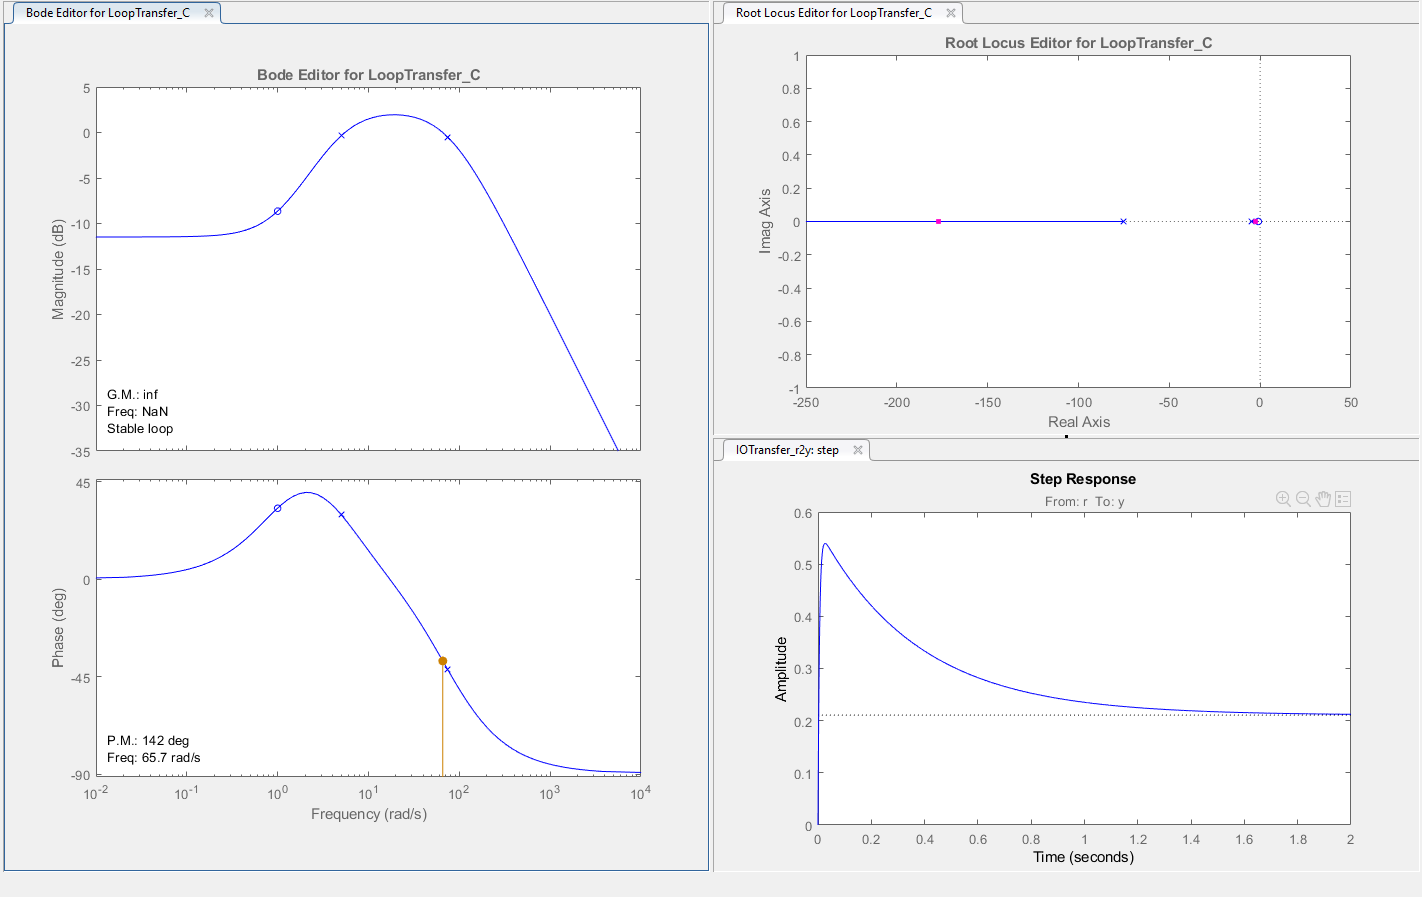 Bode Editor for LoopTransfer_C
Bode Editor for LoopTransfer_C
5
0
-5
-10
-15
-20
-25
-30
-35
Magnitude (dB)
G.M.: inf
Freq: NaN
Stable loop
45
0
-45
-90
Phase (deg)
P.M.: 142 deg
Freq: 65.7 rad/s
10^-2 10^-1 10^0 10^1 10^2 10^3 10^4
Frequency (rad/s)
Root Locus Editor for LoopTransfer_C
Root Locus Editor for LoopTransfer_C
1
0.8
0.6
0.4
0.2
0
-0.2
-0.4
-0.6
-0.8
-1
Imag Axis
-250 -200 -150 -100 -50 0 50
Real Axis
IOTransfer_r2y: step
Step Response
From: r To: y
0.6
0.5
0.4
0.3
0.2
0.1
0
Amplitude
0 0.2 0.4 0.6 0.8 1 1.2 1.4 1.6 1.8 2
Time (seconds)